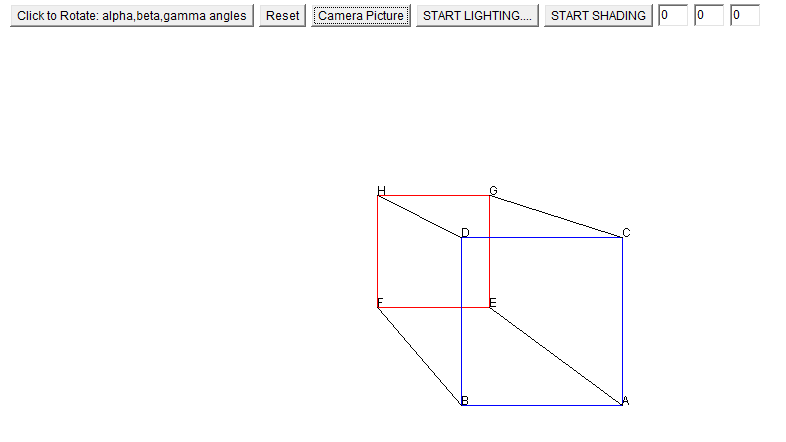 Click to Rotate: alpha,beta,gamma angles Reset Camera Picture START LIGHTING.... START SHADING 0 0 0
H G
D C
F E
B A